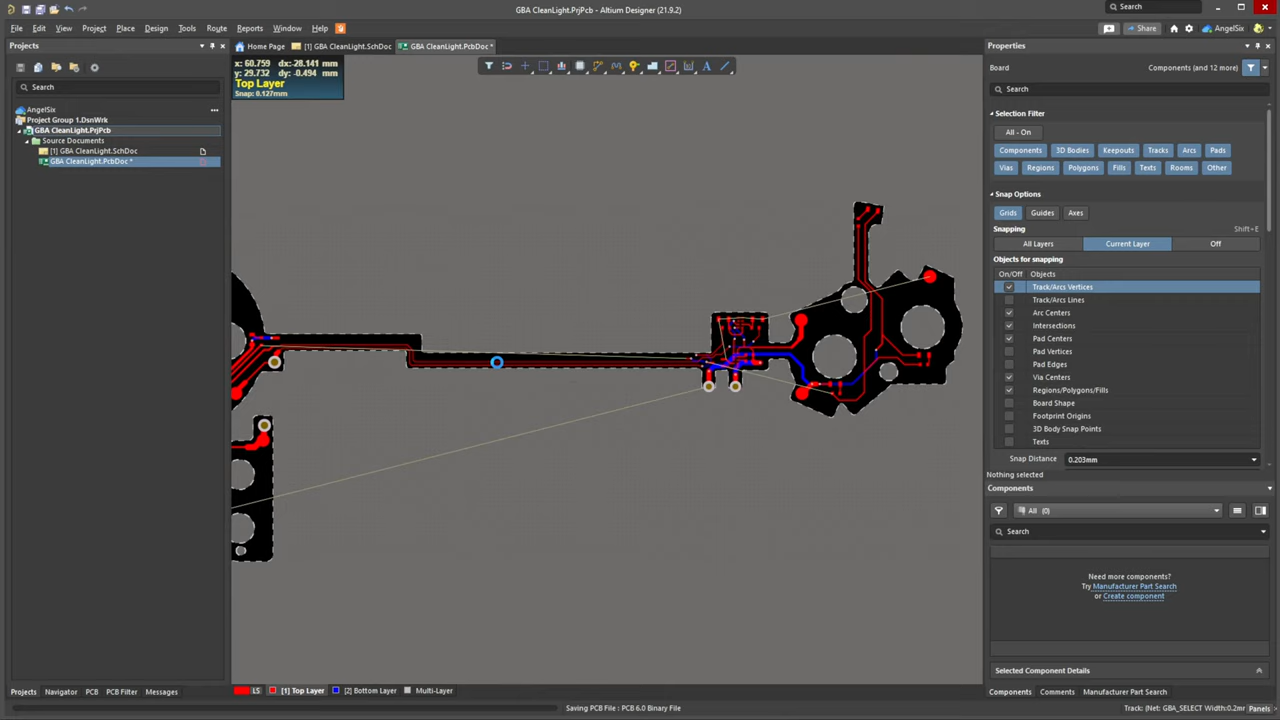 GBA CleanLight.PrjPcb - Altium Designer (21.9.2)
Search
File Edit View Project Place Design Tools Route Reports Window Help
Share
AngelSix
Projects
Home Page
[1] GBA CleanLight.SchDoc
GBA CleanLight.PcbDoc *
Properties
x: 60.759 dx:-28.141 mm
y: 29.732 dy: -0.494 mm
Top Layer
Snap: 0.127mm
Board
Components (and 12 more)
Search
Search
AngelSix
Project Group 1.DsnWrk
GBA CleanLight.PrjPcb
Source Documents
[1] GBA CleanLight.SchDoc
GBA CleanLight.PcbDoc *
Selection Filter
All - On
Components 3D Bodies Keepouts Tracks Arcs Pads
Vias Regions Polygons Fills Texts Rooms Other
Snap Options
Grids Guides Axes
Snapping
Shift+E
All Layers Current Layer Off
Objects for snapping
On/Off Objects
Track/Arcs Vertices
Track/Arcs Lines
Arc Centers
Intersections
Pad Centers
Pad Vertices
Pad Edges
Via Centers
Regions/Polygons/Fills
Board Shape
Footprint Origins
3D Body Snap Points
Texts
Snap Distance 0.203mm
Nothing selected
Components
All (0)
Search
Need more components?
Try Manufacturer Part Search
or Create component
Selected Component Details
Projects Navigator PCB PCB Filter Messages
LS [1] Top Layer [2] Bottom Layer Multi-Layer
Components Comments Manufacturer Part Search
Saving PCB File : PCB 6.0 Binary File
Track: (Net: GBA_SELECT Width:0.2mr
Panels